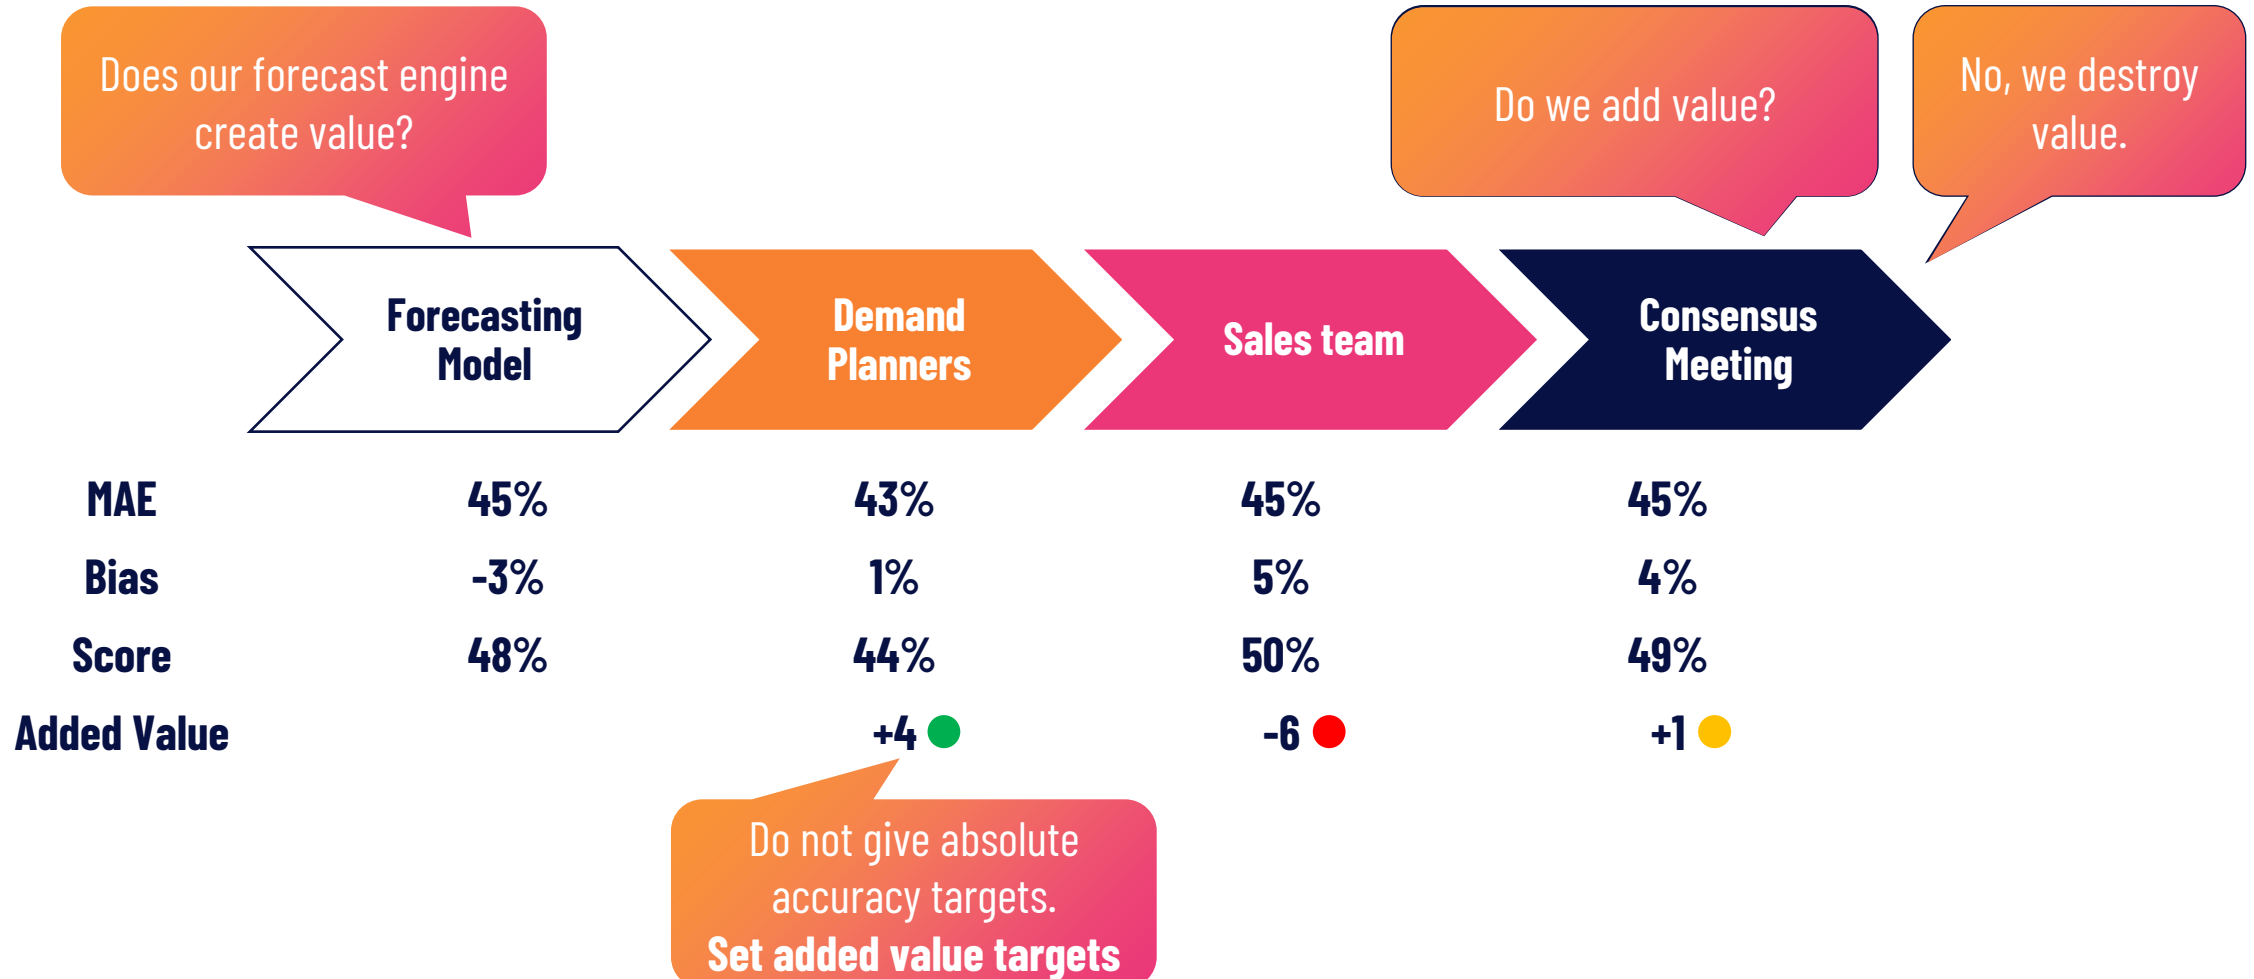 Does our forecast engine
create value?
Do we add value?
No, we destroy
value.
Forecasting
Model
Demand
Planners
Sales team
Consensus
Meeting
MAE 45% 43% 45% 45%
Bias -3% 1% 5% 4%
Score 48% 44% 50% 49%
Added Value +4 -6 +1
Do not give absolute
accuracy targets.
Set added value targets